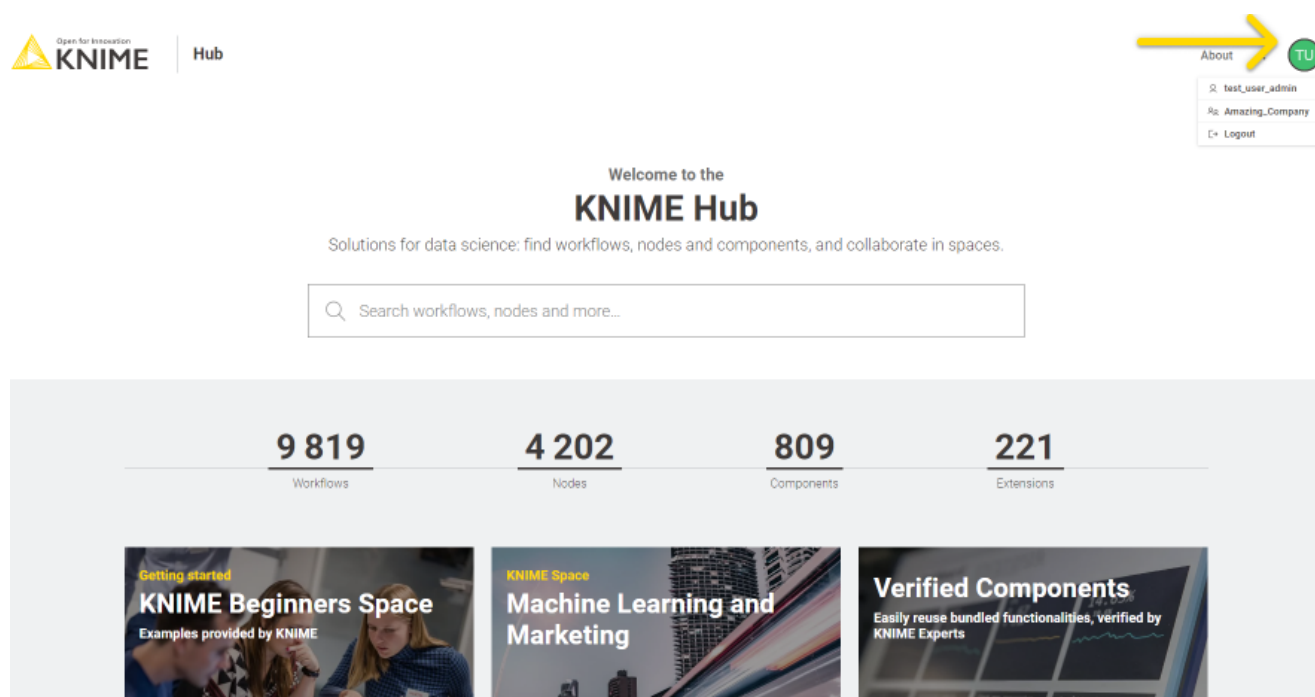 Open for Innovation
KNIME
Hub
About
TU
test_user_admin
Amazing_Company
Logout
Welcome to the
KNIME Hub
Solutions for data science: find workflows, nodes and components, and collaborate in spaces.
Search workflows, nodes and more...
9 819
4 202
809
221
Workflows
Nodes
Components
Extensions
Getting started
KNIME Beginners Space
Examples provided by KNIME
KNIME Space
Machine Learning and
Marketing
Verified Components
Easily reuse bundled functionalities, verified by
KNIME Experts